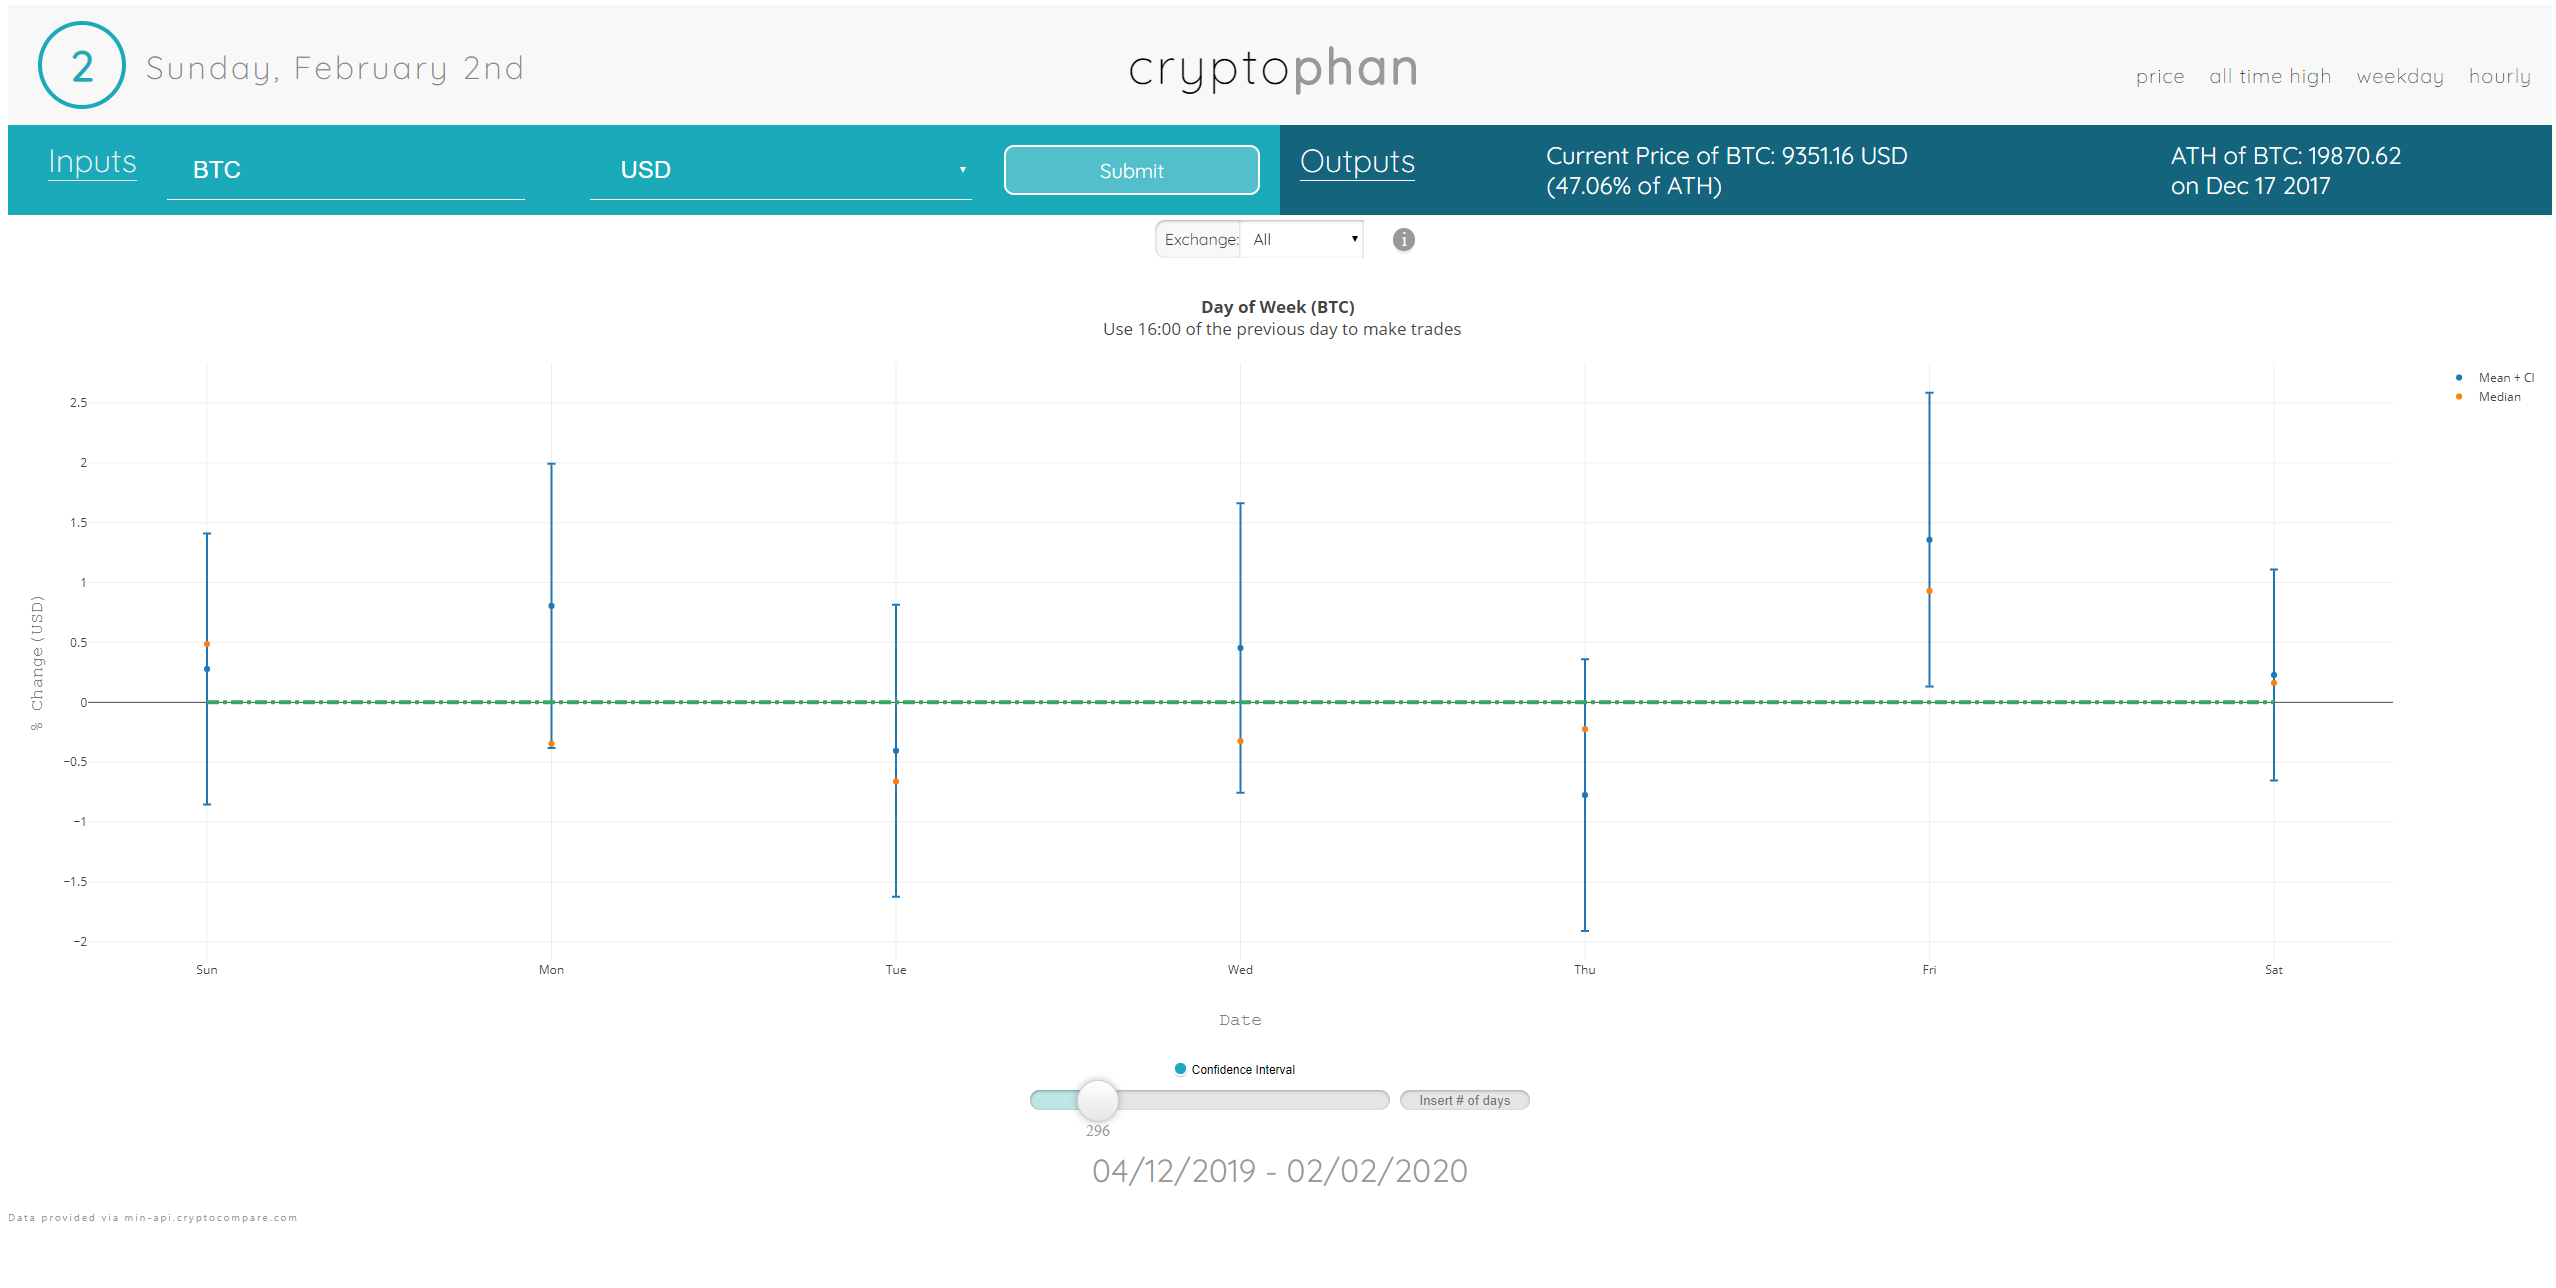 2
Sunday, February 2nd
cryptophan
price all time high weekday hourly
Inputs
BTC
USD
Submit
Outputs
Current Price of BTC: 9351.16 USD
(47.06% of ATH)
ATH of BTC: 19870.62
on Dec 17 2017
Exchange: All
i
Day of Week (BTC)
Use 16:00 of the previous day to make trades
Mean + CI
Median
% Change (USD)
2.5
2
1.5
1
0.5
0
−0.5
−1
−1.5
−2
Sun Mon Tue Wed Thu Fri Sat
Date
Confidence Interval
Insert # of days
296
04/12/2019 - 02/02/2020
Data provided via min-api.cryptocompare.com